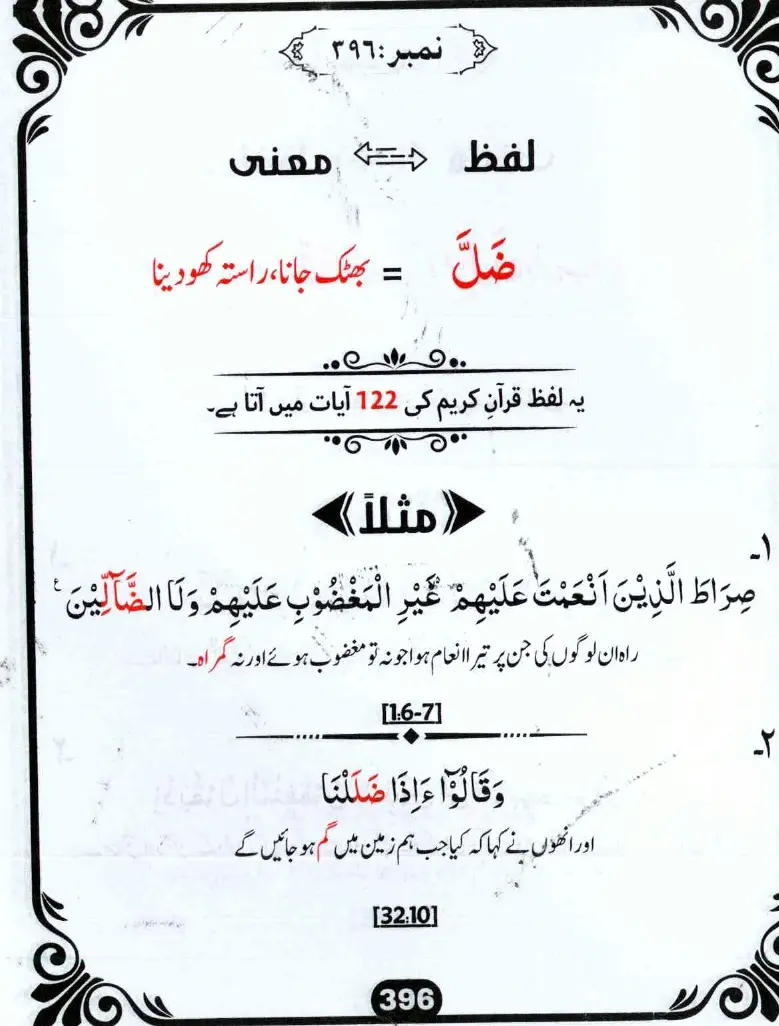 نمبر:۳۹٦
لفظ ⇐⇒ معنی
ضَلَّ = بھٹک جانا، راستہ کھو دینا
یہ لفظ قرآنِ کریم کی 122 آیات میں آتا ہے۔
مثلاً
۱۔
صِرَاطَ الَّذِیْنَ اَنْعَمْتَ عَلَیْهِمْ غَیْرِ الْمَغْضُوْبِ عَلَیْهِمْ وَلَا الضَّآلِّیْنَ ع
راہ ان لوگوں کی جن پر تیرا انعام ہوا جو نہ تو مغضوب ہوئے اور نہ گمراہ۔
[1:6-7]
۲۔
وَقَالُوْٓا ءَاِذَا ضَلَلْنَا
اور انھوں نے کہا کہ کیا جب ہم زمین میں گم ہو جائیں گے
[32:10]
396